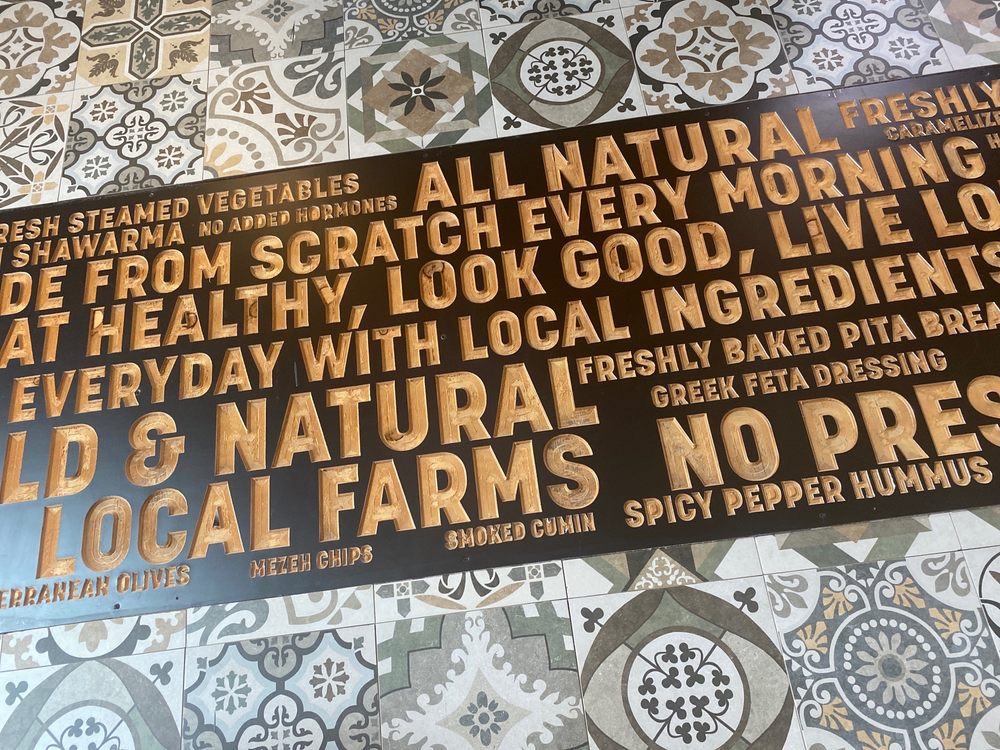 FRESH STEAMED VEGETABLES
SHAWARMA NO ADDED HORMONES
ALL NATURAL
FRESHLY
DE FROM SCRATCH EVERY MORNING
AT HEALTHY, LOOK GOOD, LIVE LO
EVERYDAY WITH LOCAL INGREDIENTS
FRESHLY BAKED PITA BREA
GREEK FETA DRESSING
LD & NATURAL
NO PRES
LOCAL FARMS
SPICY PEPPER HUMMUS
SMOKED CUMIN
MEZEH CHIPS
ERRANEAN OLIVES